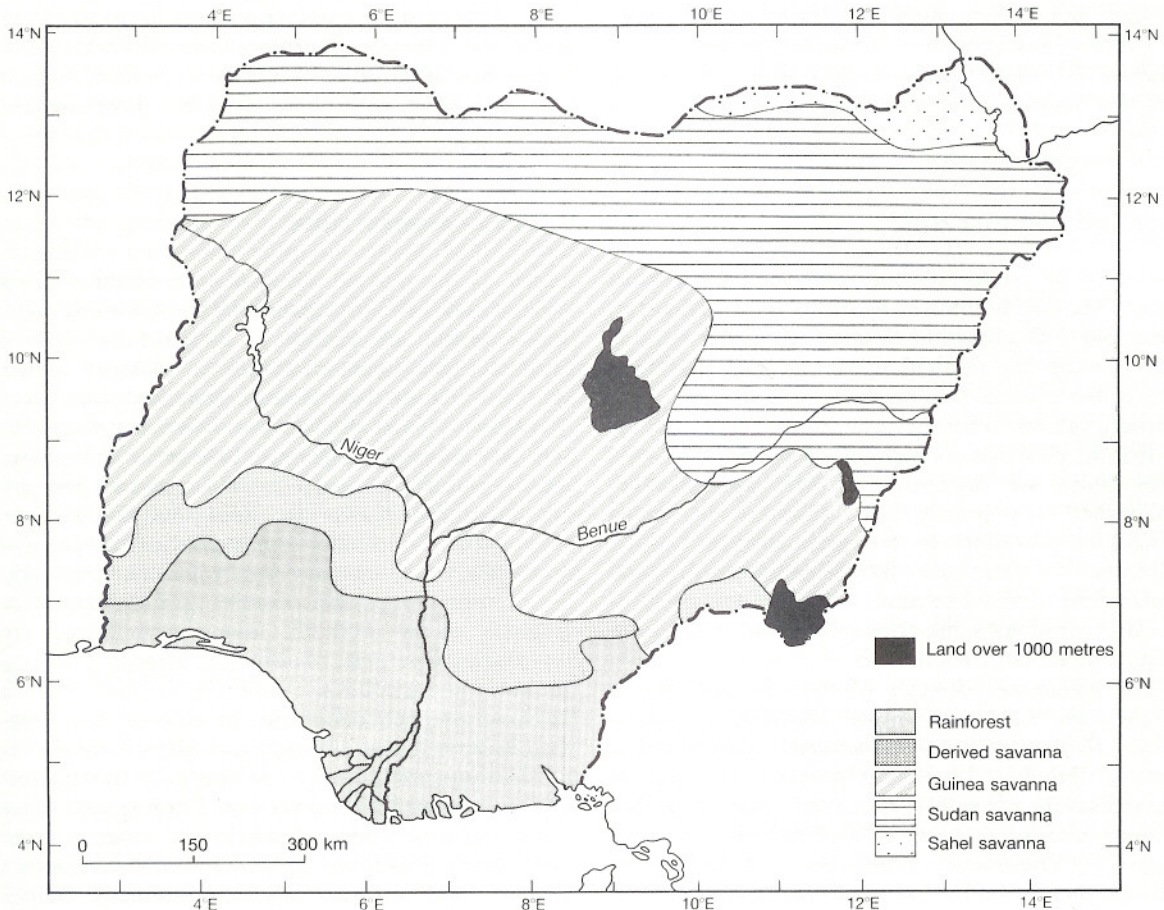 4°E 6°E 8°E 10°E 12°E 14°E
14°N 14°N
12°N 12°N
10°N 10°N
Niger
8°N Benue 8°N
Land over 1000 metres
6°N 6°N
Rainforest
Derived savanna
Guinea savanna
Sudan savanna
Sahel savanna
4°N 0 150 300 km 4°N
4°E 6°E 8°E 10°E 12°E 14°E